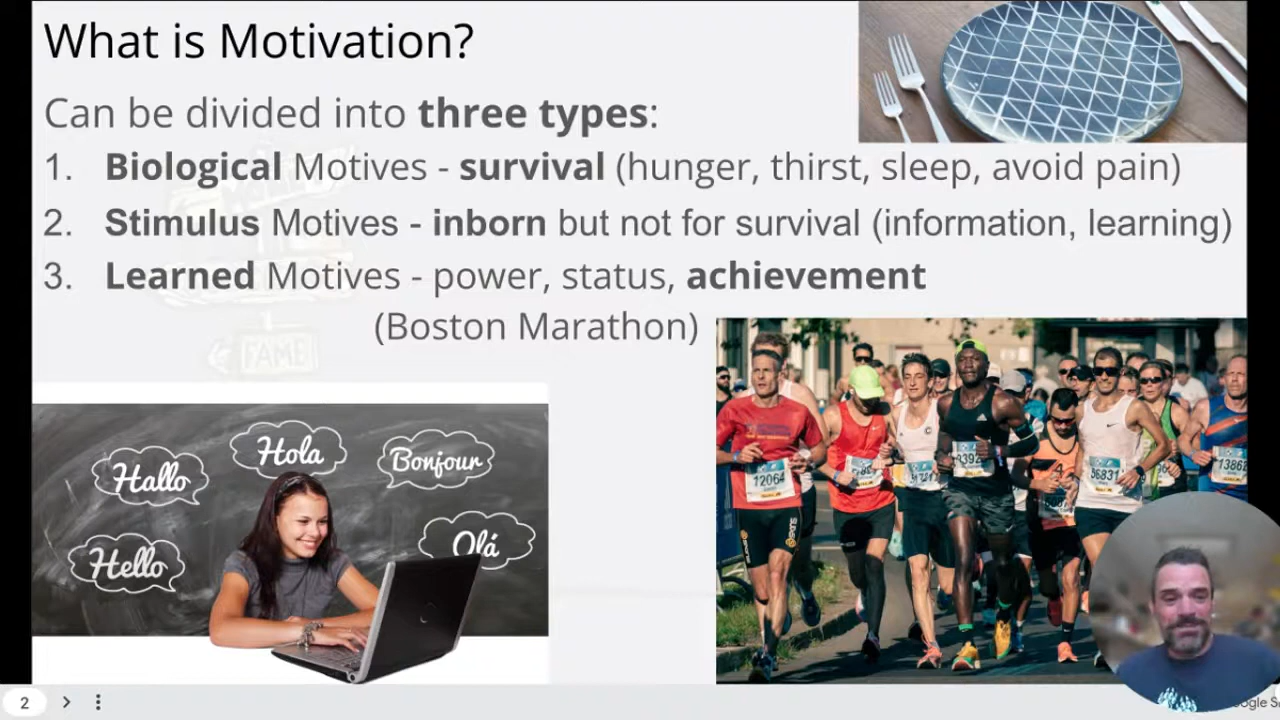 What is Motivation?
Can be divided into three types:
1. Biological Motives - survival (hunger, thirst, sleep, avoid pain)
2. Stimulus Motives - inborn but not for survival (information, learning)
3. Learned Motives - power, status, achievement
(Boston Marathon)
FAME
Hallo
Hola
Bonjour
Hello
Olá
12064
36831
13862
2